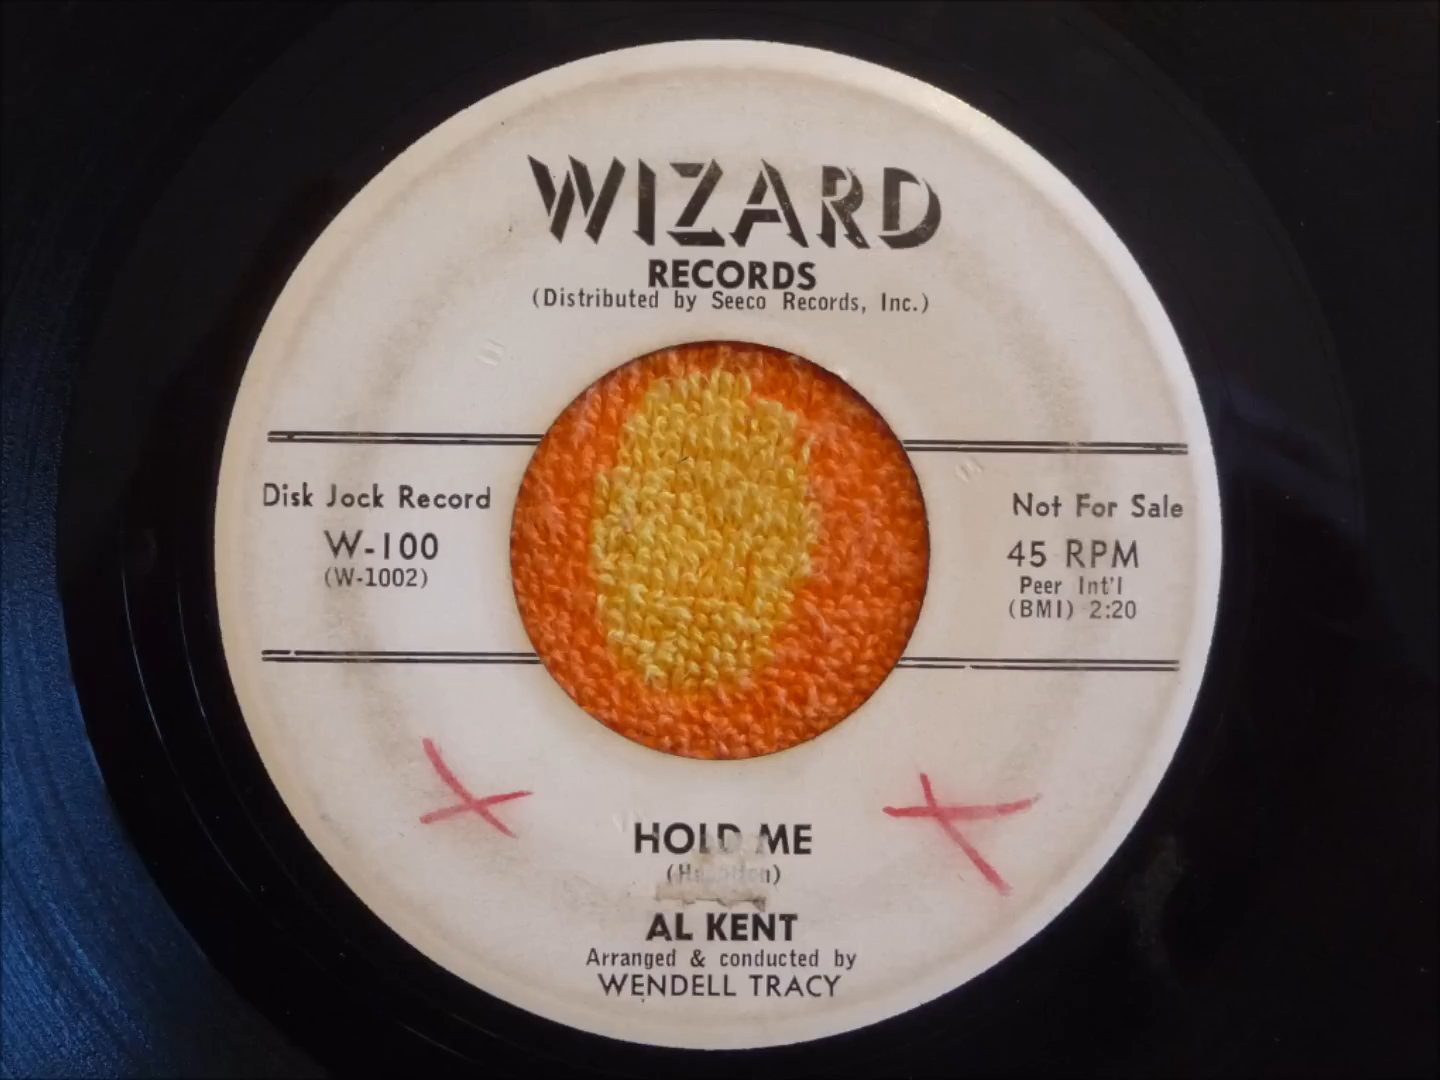 WIZARD
RECORDS
(Distributed by Seeco Records, Inc.)
Disk Jock Record
W-100
(W-1002)
Not For Sale
45 RPM
Peer Int'l
(BMI) 2:20
HOLD ME
AL KENT
Arranged & conducted by
WENDELL TRACY